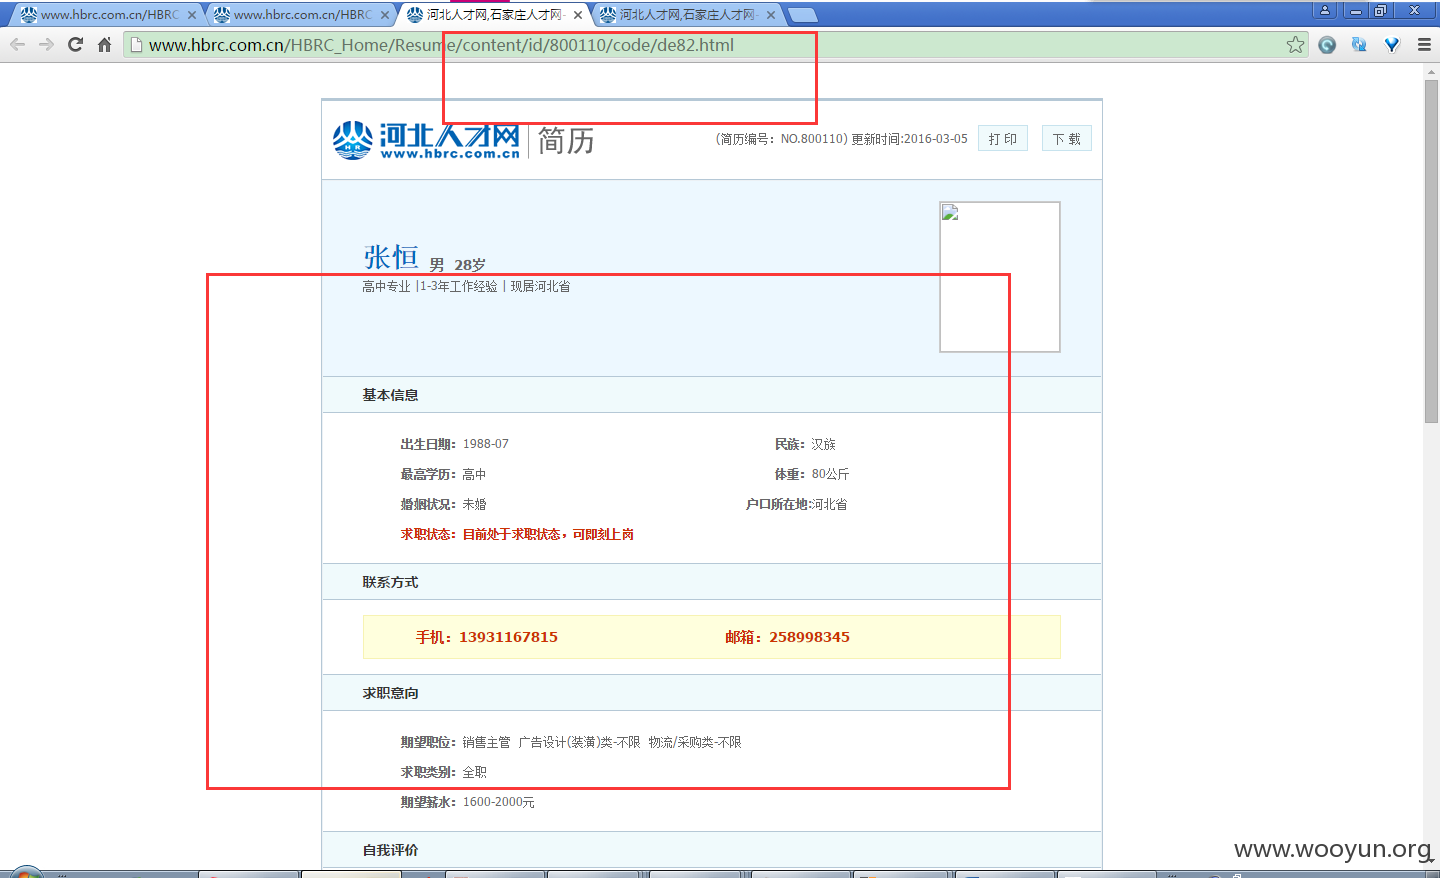 www.hbrc.com.cn/HBRC
www.hbrc.com.cn/HBRC
河北人才网,石家庄人才网-
河北人才网,石家庄人才网-
www.hbrc.com.cn/HBRC_Home/Resume/content/id/800110/code/de82.html
河北人才网
www.hbrc.com.cn
简历
(简历编号：NO.800110) 更新时间:2016-03-05
打 印
下 载
张恒 男 28岁
高中专业 |1-3年工作经验 | 现居河北省
基本信息
出生日期：1988-07 民族：汉族
最高学历：高中 体重：80公斤
婚姻状况：未婚 户口所在地:河北省
求职状态：目前处于求职状态，可即刻上岗
联系方式
手机：13931167815 邮箱：258998345
求职意向
期望职位：销售主管 广告设计(装潢)类-不限 物流/采购类-不限
求职类别：全职
期望薪水：1600-2000元
自我评价
www.wooyun.org